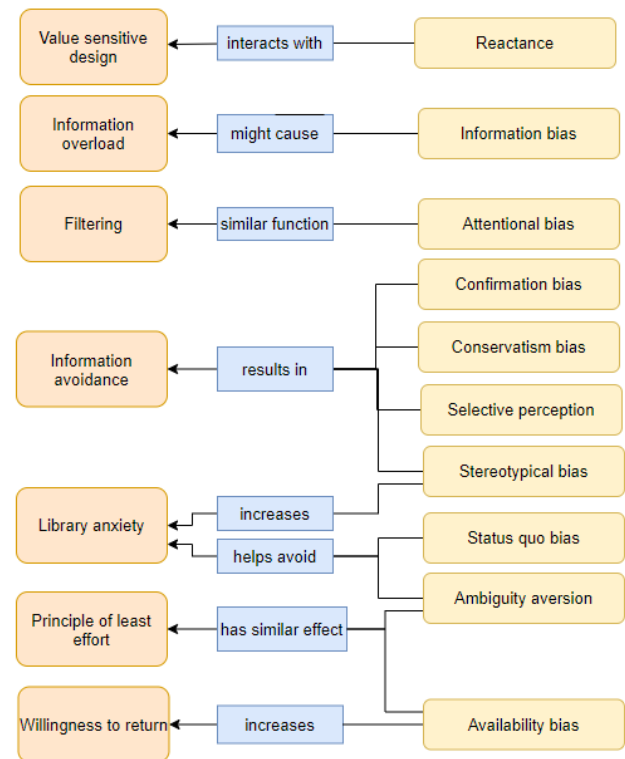 Value sensitive
design
interacts with
Reactance
Information
overload
might cause
Information bias
Filtering
similar function
Attentional bias
Confirmation bias
Conservatism bias
Information
avoidance
results in
Selective perception
Stereotypical bias
Library anxiety
increases
helps avoid
Status quo bias
Ambiguity aversion
Principle of least
effort
has similar effect
Willingness to return
increases
Availability bias